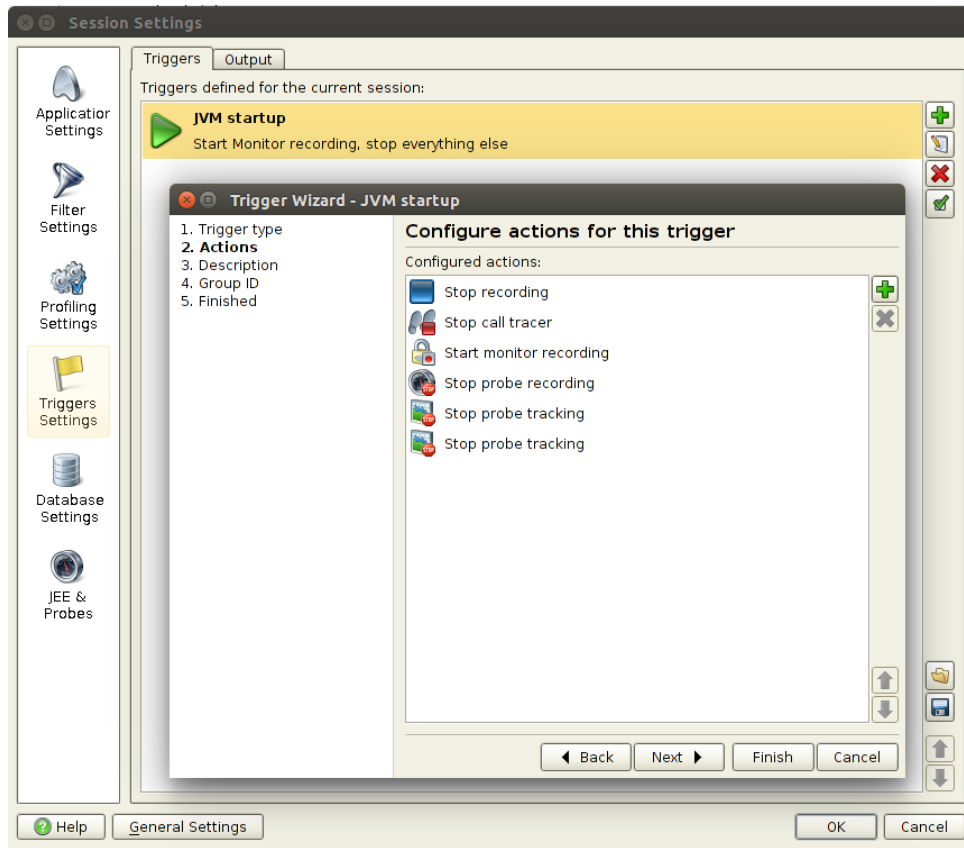 Session Settings
Triggers
Output
Triggers defined for the current session:
JVM startup
Start Monitor recording, stop everything else
Application
Settings
Filter
Settings
Profiling
Settings
Triggers
Settings
Database
Settings
JEE &
Probes
Trigger Wizard - JVM startup
1. Trigger type
2. Actions
3. Description
4. Group ID
5. Finished
Configure actions for this trigger
Configured actions:
Stop recording
Stop call tracer
Start monitor recording
Stop probe recording
Stop probe tracking
Stop probe tracking
Back
Next
Finish
Cancel
Help
General Settings
OK
Cancel